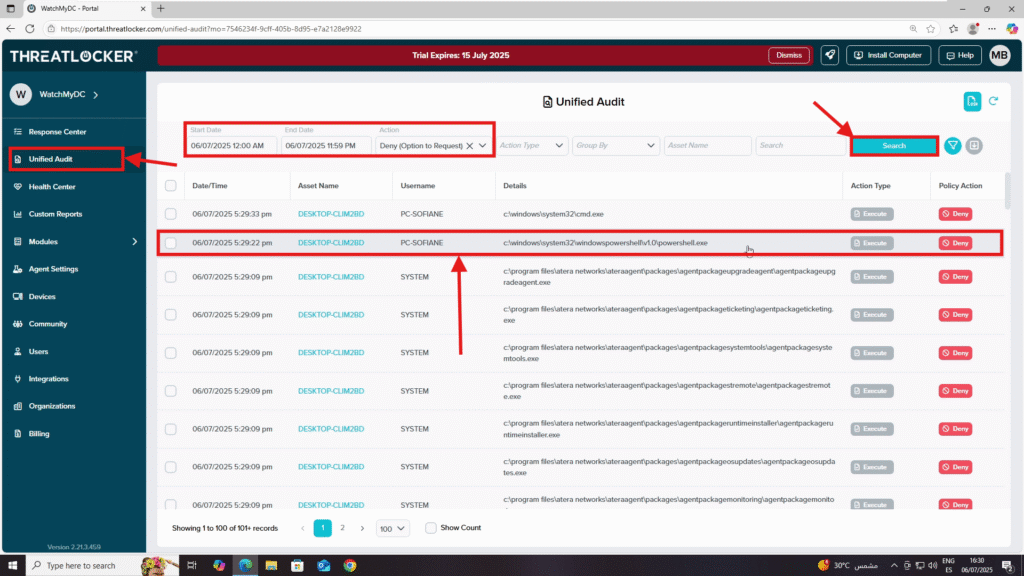 WatchMyDC - Portal
https://portal.threatlocker.com/unified-audit?mo=7546234f-9cff-405b-8d95-e7a2128e9922
THREATLOCKER
Trial Expires: 15 July 2025
Dismiss
Install Computer
Help
MB
W
WatchMyDC
Response Center
Unified Audit
Health Center
Custom Reports
Modules
Agent Settings
Devices
Community
Users
Integrations
Organizations
Billing
Version 2.21.3.459
Unified Audit
Start Date End Date Action
06/07/2025 12:00 AM 06/07/2025 11:59 PM Deny (Option to Request) Action Type Group By Asset Name Search Search
Date/Time Asset Name Username Details Action Type Policy Action
06/07/2025 5:29:33 pm DESKTOP-CLIM2BD PC-SOFIANE c:\windows\system32\cmd.exe Execute Deny
06/07/2025 5:29:22 pm DESKTOP-CLIM2BD PC-SOFIANE c:\windows\system32\windowspowershell\v1.0\powershell.exe Execute Deny
06/07/2025 5:29:09 pm DESKTOP-CLIM2BD SYSTEM c:\program files\atera networks\ateraagent\packages\agentpackageupgradeagent\agentpackageupg Execute Deny
radeagent.exe
06/07/2025 5:29:09 pm DESKTOP-CLIM2BD SYSTEM c:\program files\atera networks\ateraagent\packages\agentpackageticketing\agentpackageticketing. Execute Deny
exe
06/07/2025 5:29:09 pm DESKTOP-CLIM2BD SYSTEM c:\program files\atera networks\ateraagent\packages\agentpackagesystemtools\agentpackagesyste Execute Deny
mtools.exe
06/07/2025 5:29:09 pm DESKTOP-CLIM2BD SYSTEM c:\program files\atera networks\ateraagent\packages\agentpackagestremote\agentpackagestremot Execute Deny
e.exe
06/07/2025 5:29:09 pm DESKTOP-CLIM2BD SYSTEM c:\program files\atera networks\ateraagent\packages\agentpackageruntimeinstaller\agentpackageru Execute Deny
ntimeinstaller.exe
06/07/2025 5:29:09 pm DESKTOP-CLIM2BD SYSTEM c:\program files\atera networks\ateraagent\packages\agentpackageosupdates\agentpackageosupda Execute Deny
tes.exe
06/07/2025 5:29:09 pm DESKTOP-CLIM2BD SYSTEM c:\program files\atera networks\ateraagent\packages\agentpackagemonitoring\agentpackagemonito Execute Deny
Showing 1 to 100 of 101+ records 1 2 100 Show Count
Type here to search
30°C مشمس
ENG
ES
16:30
06/07/2025
2